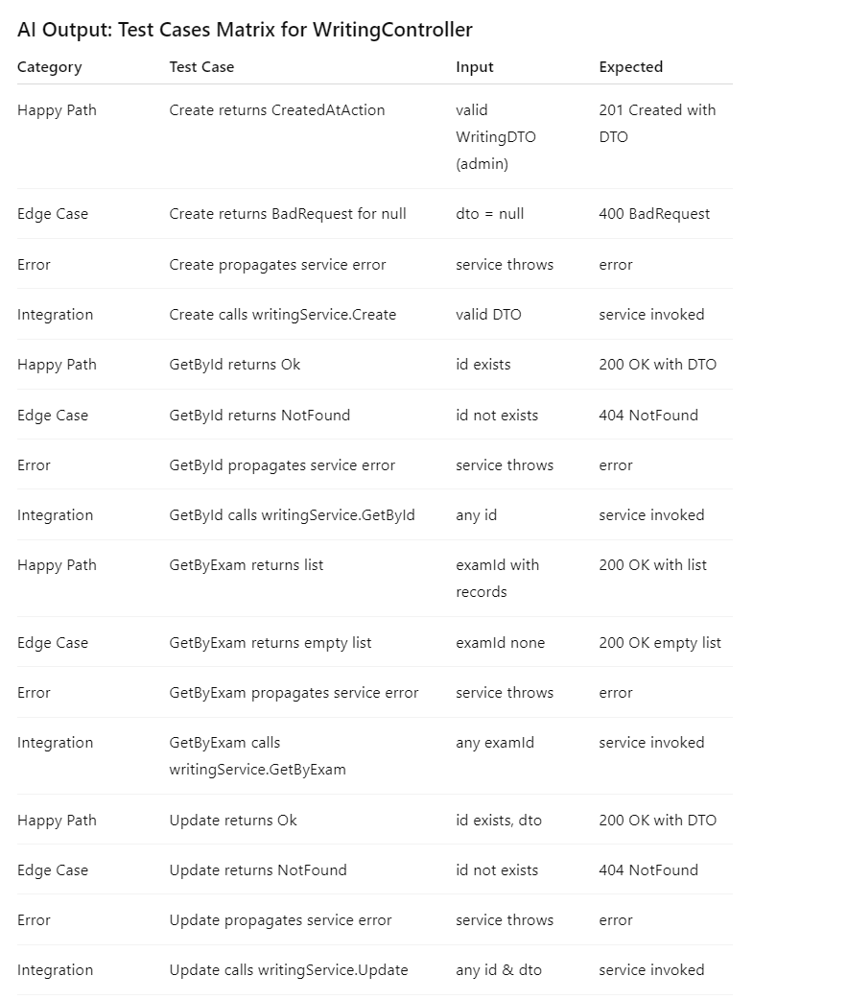 AI Output: Test Cases Matrix for WritingController
Category Test Case Input Expected
Happy Path Create returns CreatedAtAction valid WritingDTO (admin) 201 Created with DTO
Edge Case Create returns BadRequest for null dto = null 400 BadRequest
Error Create propagates service error service throws error
Integration Create calls writingService.Create valid DTO service invoked
Happy Path GetById returns Ok id exists 200 OK with DTO
Edge Case GetById returns NotFound id not exists 404 NotFound
Error GetById propagates service error service throws error
Integration GetById calls writingService.GetById any id service invoked
Happy Path GetByExam returns list examId with records 200 OK with list
Edge Case GetByExam returns empty list examId none 200 OK empty list
Error GetByExam propagates service error service throws error
Integration GetByExam calls writingService.GetByExam any examId service invoked
Happy Path Update returns Ok id exists, dto 200 OK with DTO
Edge Case Update returns NotFound id not exists 404 NotFound
Error Update propagates service error service throws error
Integration Update calls writingService.Update any id & dto service invoked